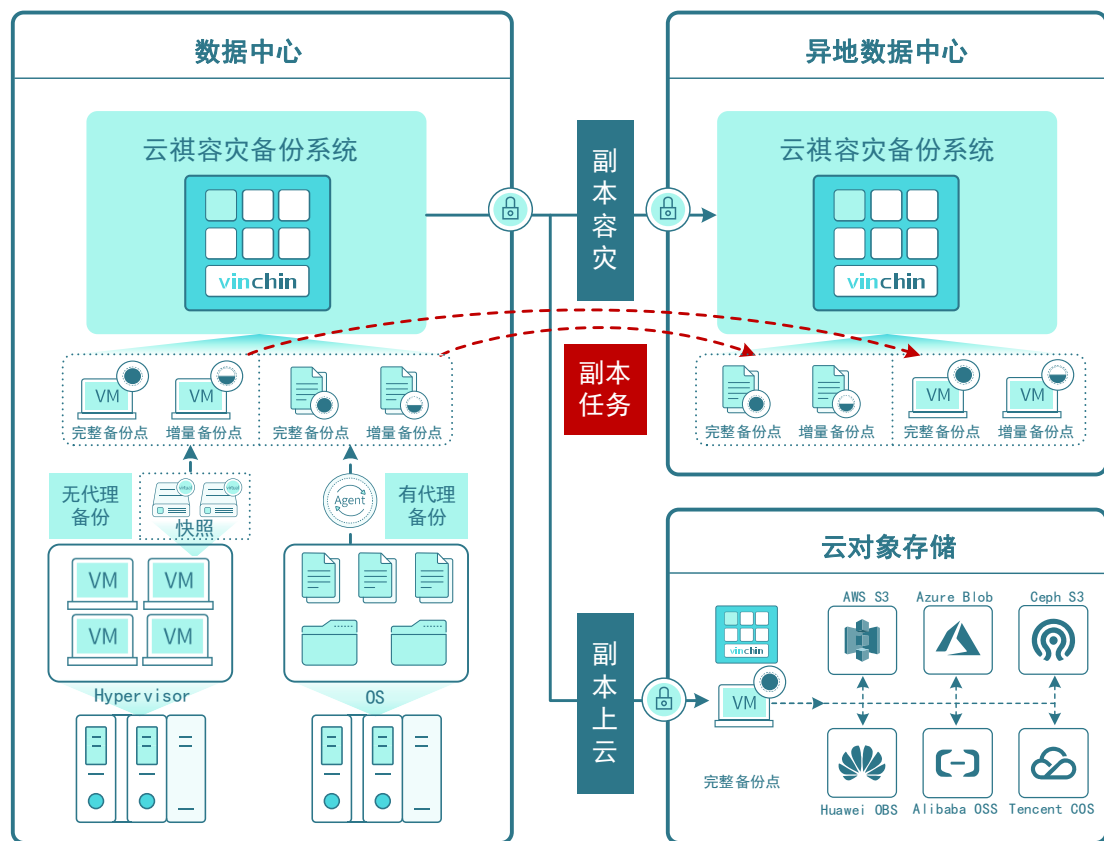 数据中心
云祺容灾备份系统
vinchin
VM
VM
完整备份点
增量备份点
完整备份点
增量备份点
无代理
备份
virtual
virtual
快照
Agent
有代理
备份
VM
VM
VM
VM
Hypervisor
OS
副本容灾
副本
任务
副本上云
异地数据中心
云祺容灾备份系统
vinchin
VM
VM
完整备份点
增量备份点
完整备份点
增量备份点
云对象存储
AWS S3
Azure Blob
Ceph S3
vinchin
VM
完整备份点
Huawei OBS
Alibaba OSS
Tencent COS